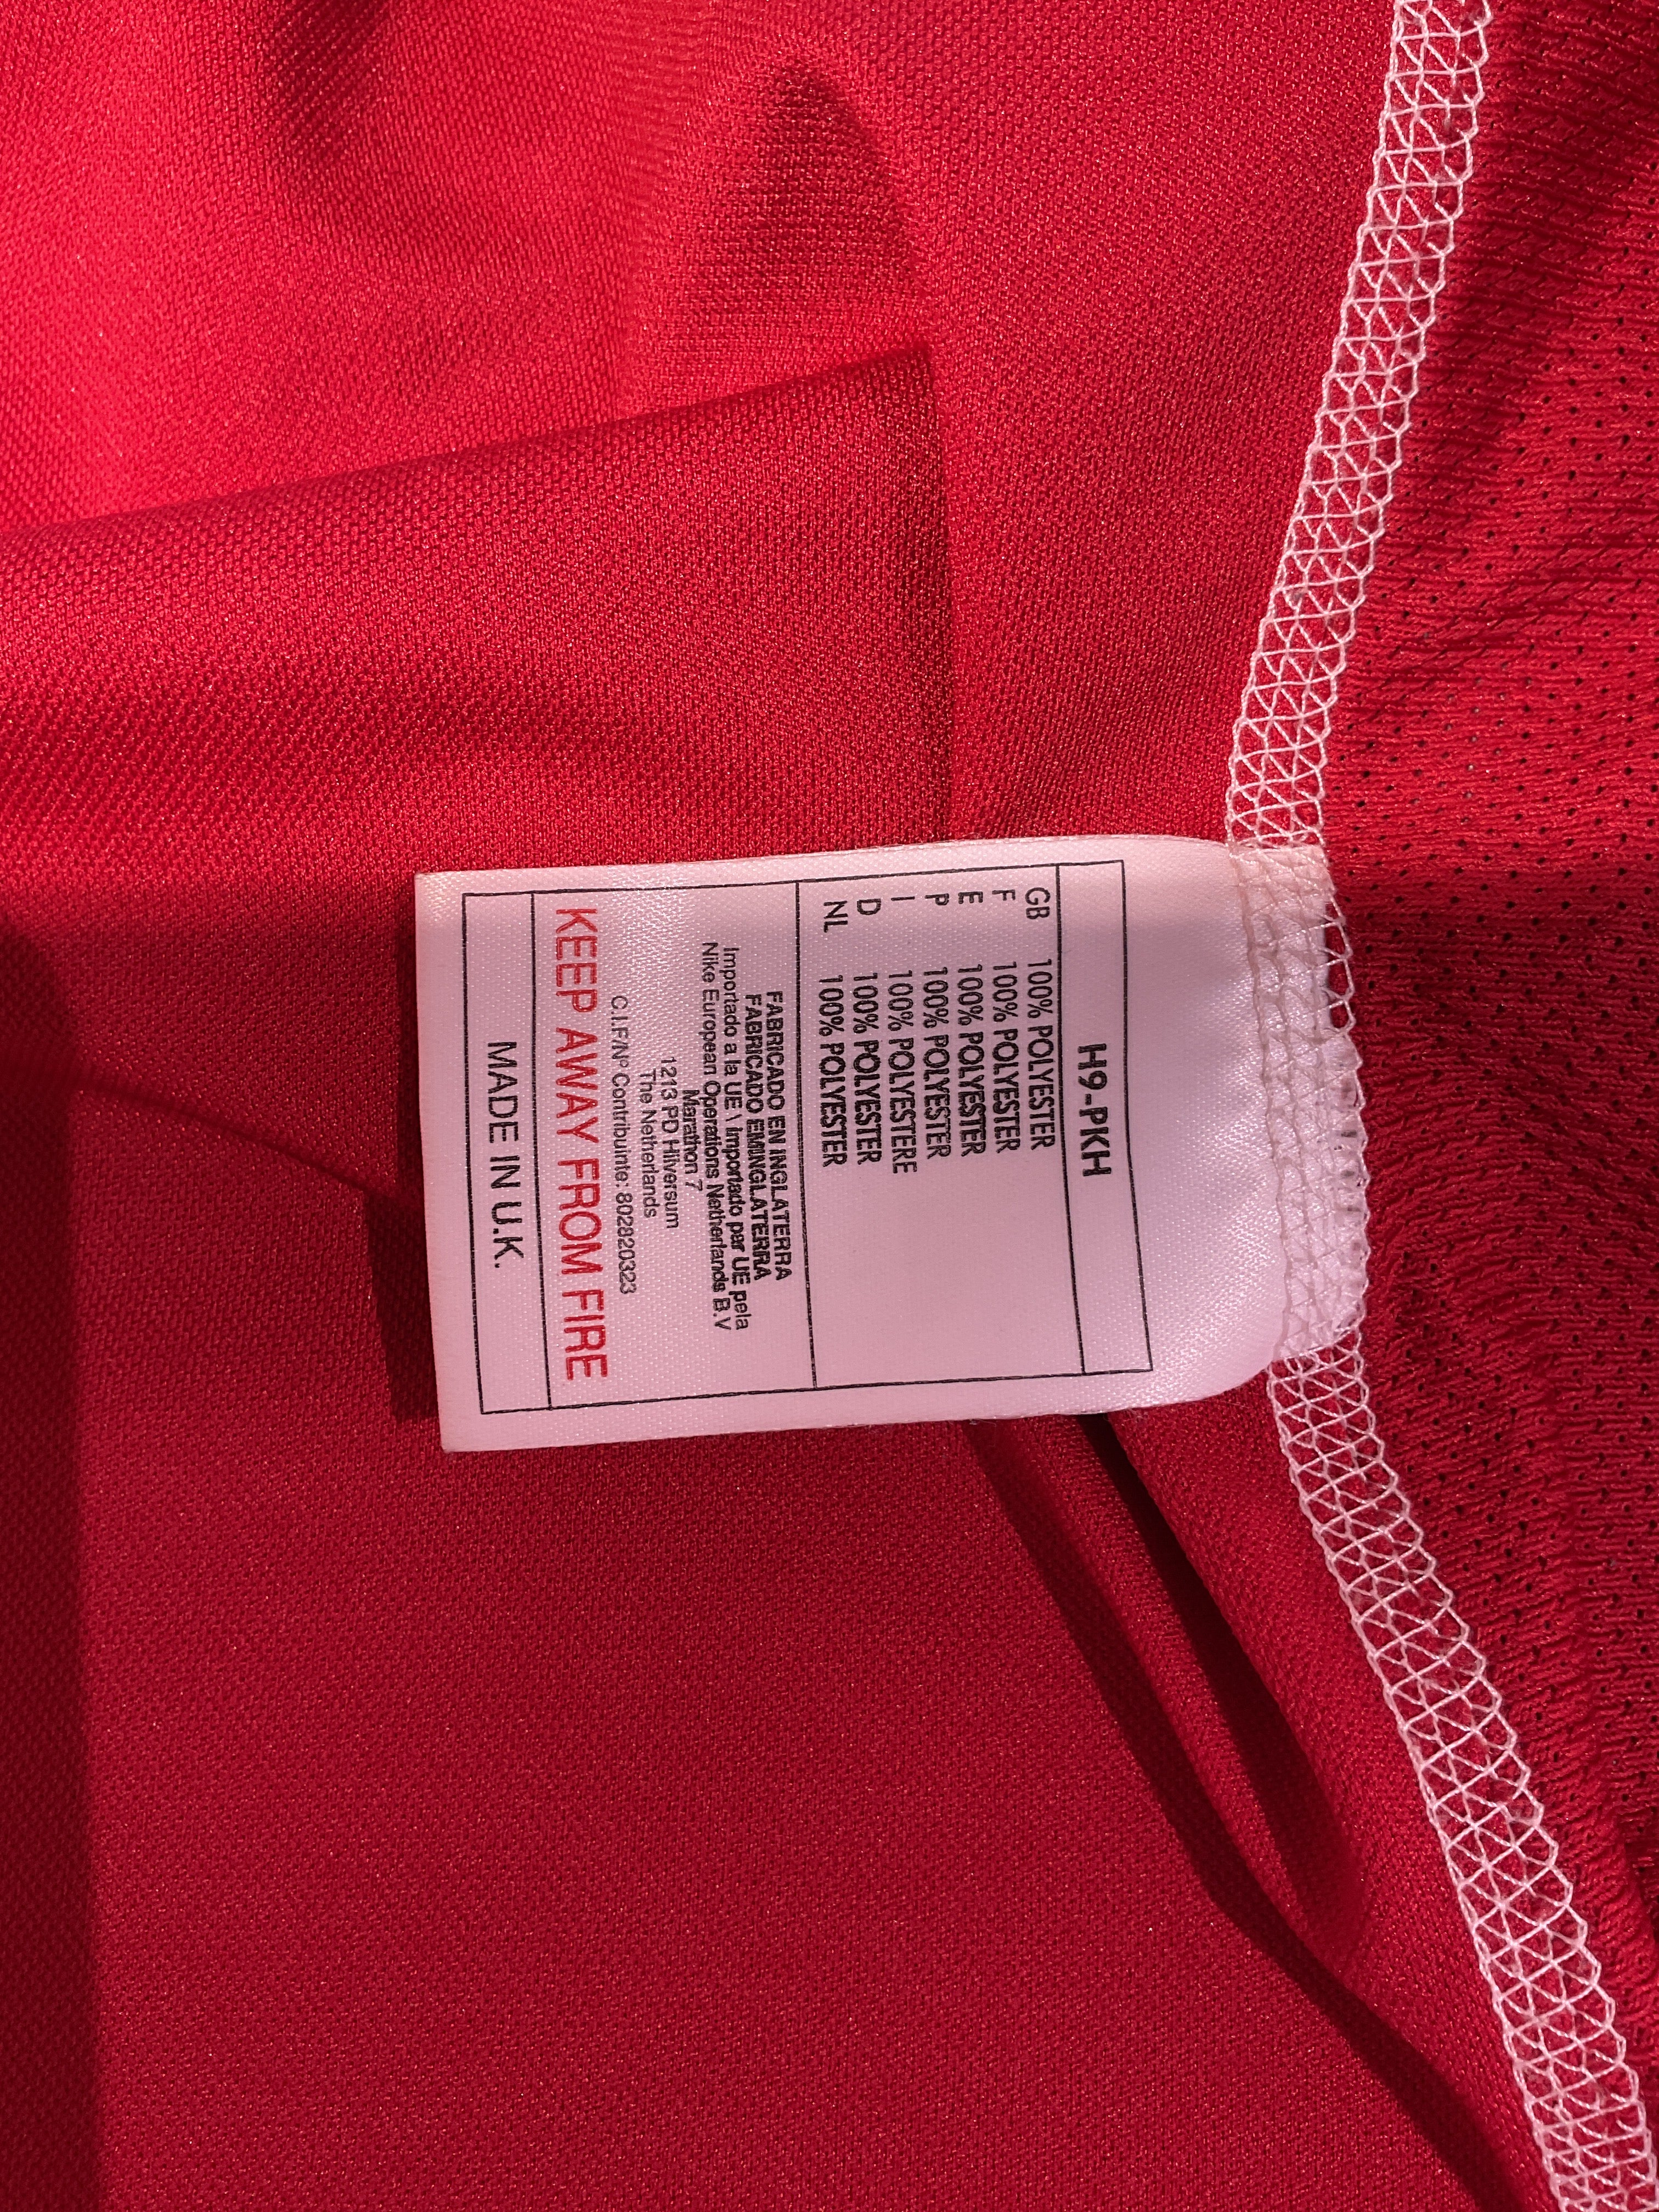 H9-PKH
GB 100% POLYESTER
F 100% POLYESTER
E 100% POLYESTER
P 100% POLYESTER
I 100% POLYESTERE
D 100% POLYESTER
NL 100% POLYESTER
FABRICADO EN INGLATERRA
FABRICADO EMINGLATERRA
Importado a la UE \ Importado par UE pela
Nike European Operations Netherlands B.V
Marathon 7
1213 PD Hilversum
The Netherlands
C.I.F/Nº Contribuinte: 802820323
KEEP AWAY FROM FIRE
MADE IN U.K.